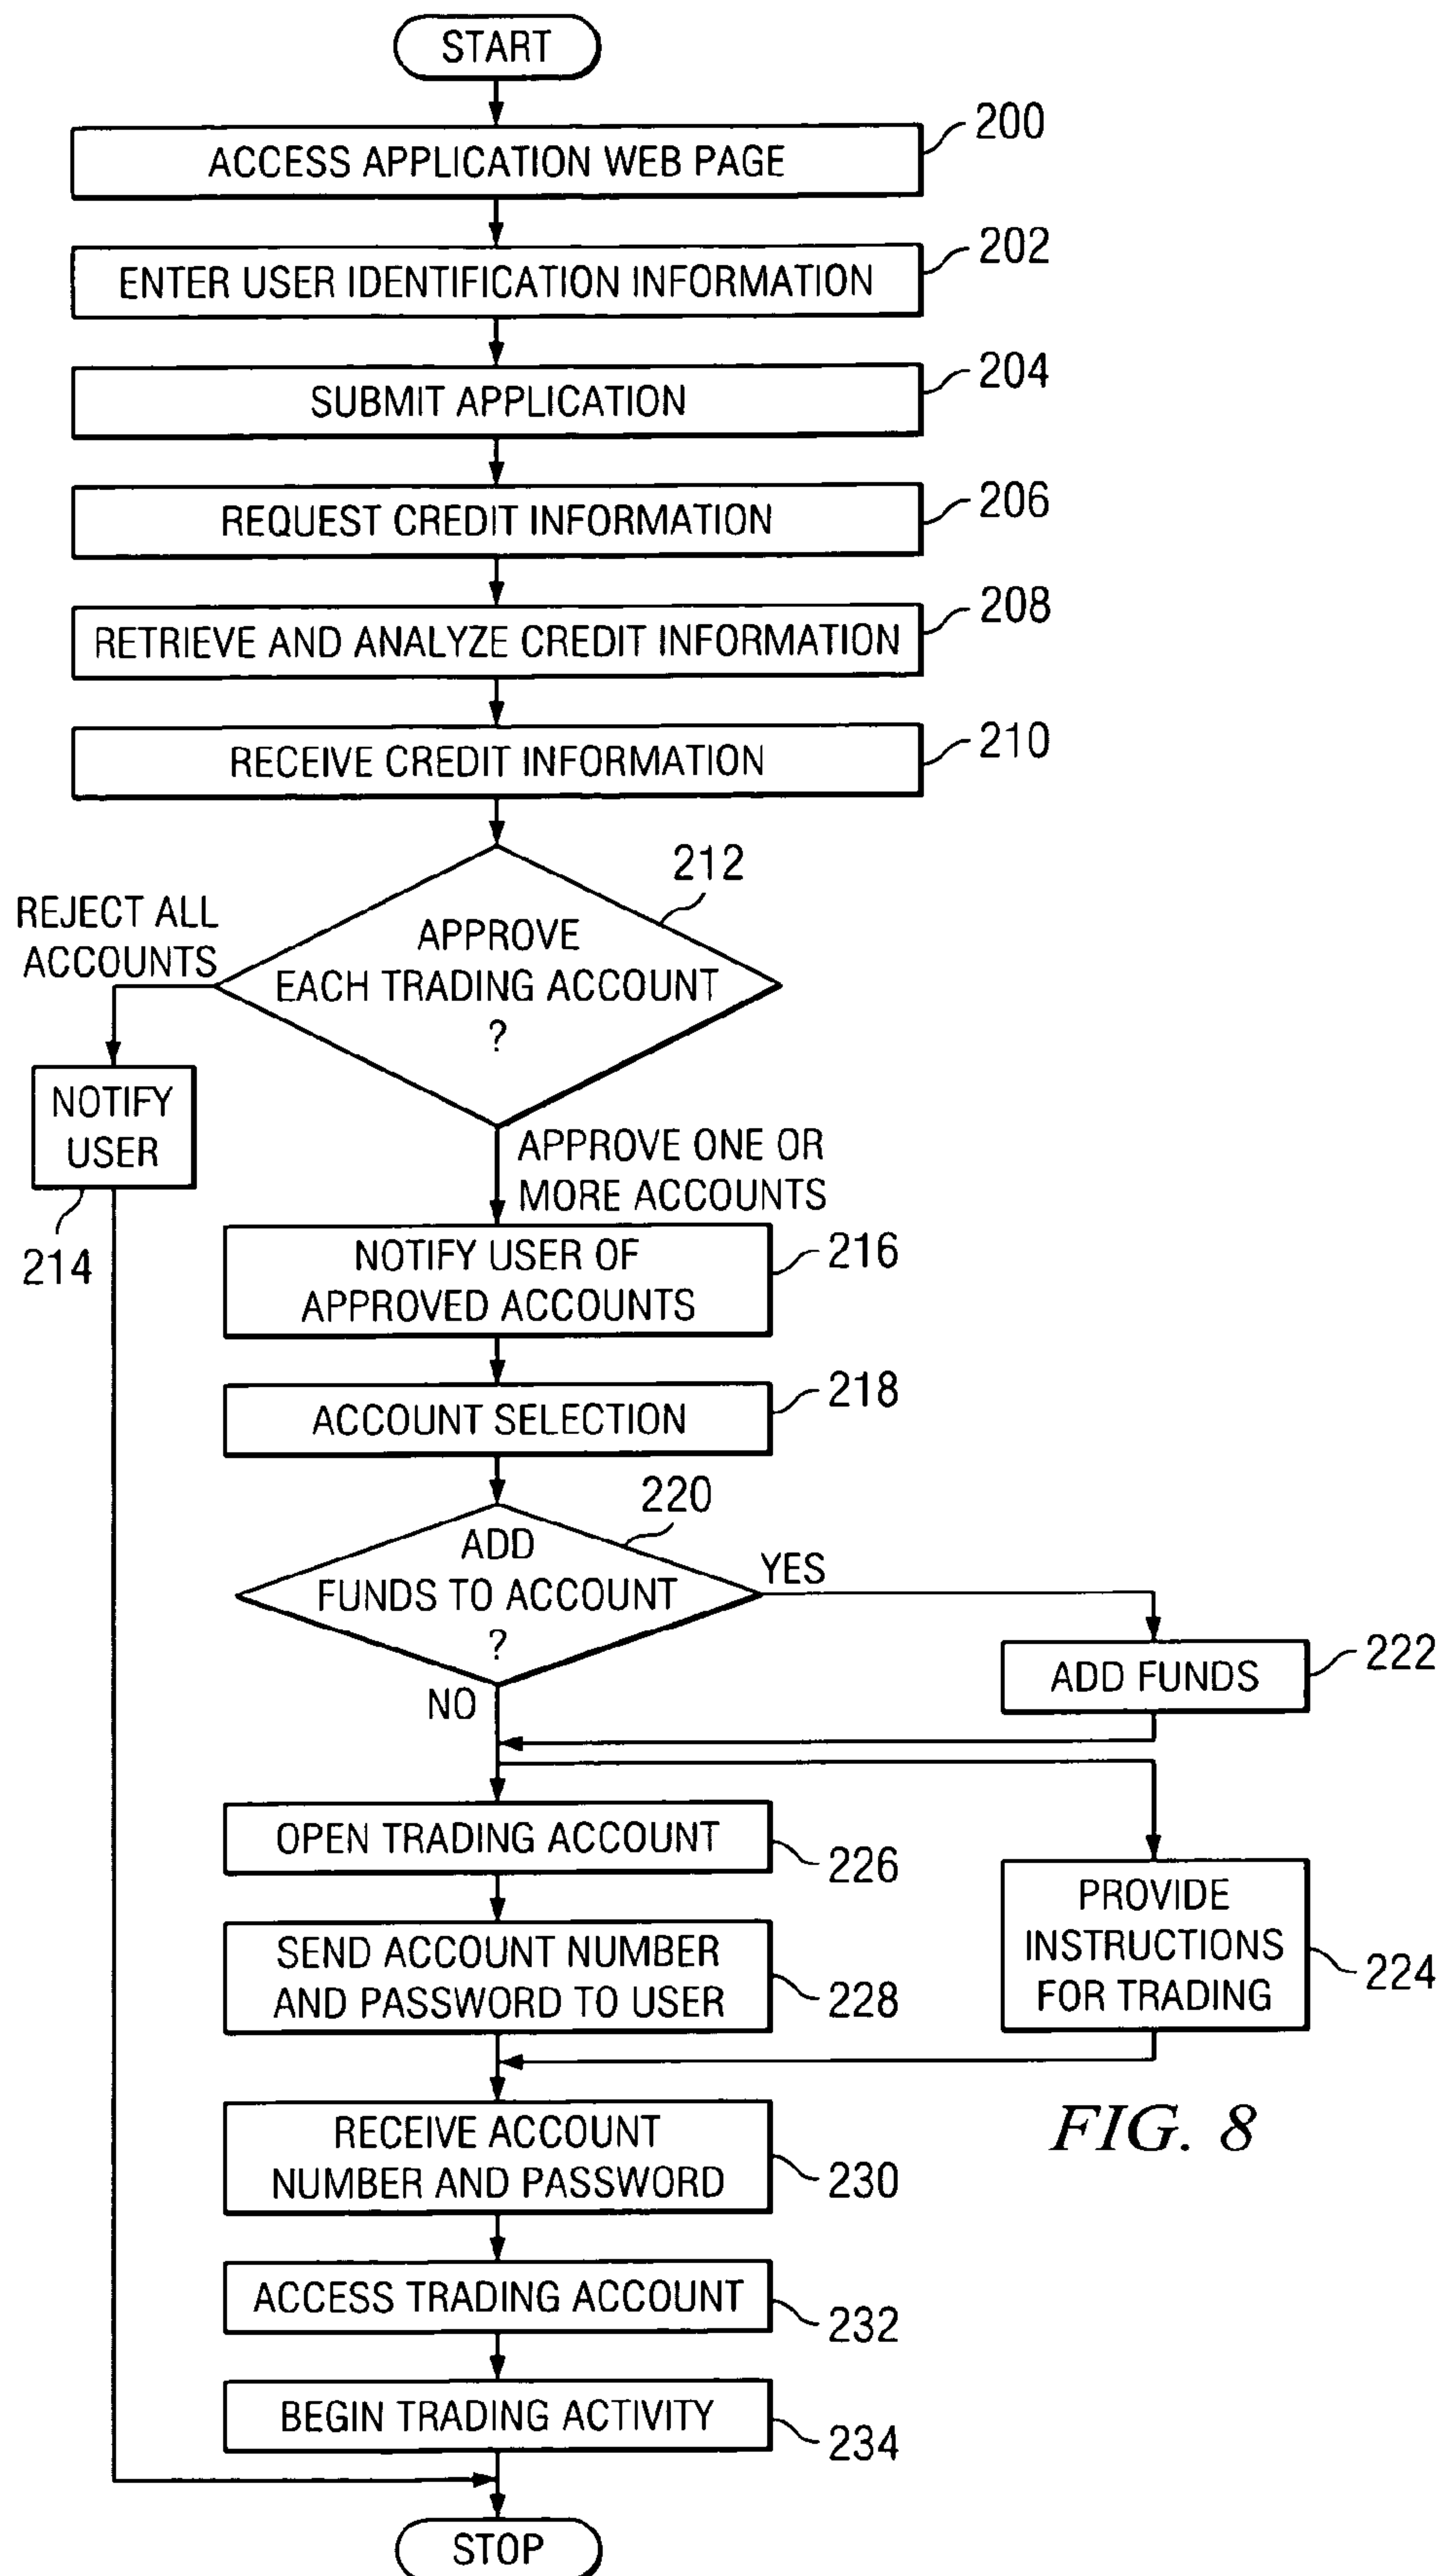 START
ACCESS APPLICATION WEB PAGE
200
ENTER USER IDENTIFICATION INFORMATION
202
SUBMIT APPLICATION
204
REQUEST CREDIT INFORMATION
206
RETRIEVE AND ANALYZE CREDIT INFORMATION
208
RECEIVE CREDIT INFORMATION
210
212
APPROVE
EACH TRADING ACCOUNT
?
REJECT ALL
ACCOUNTS
NOTIFY
USER
214
APPROVE ONE OR
MORE ACCOUNTS
NOTIFY USER OF
APPROVED ACCOUNTS
216
ACCOUNT SELECTION
218
220
ADD
FUNDS TO ACCOUNT
?
YES
ADD FUNDS
222
NO
OPEN TRADING ACCOUNT
226
PROVIDE
INSTRUCTIONS
FOR TRADING
224
SEND ACCOUNT NUMBER
AND PASSWORD TO USER
228
RECEIVE ACCOUNT
NUMBER AND PASSWORD
230
FIG. 8
ACCESS TRADING ACCOUNT
232
BEGIN TRADING ACTIVITY
234
STOP